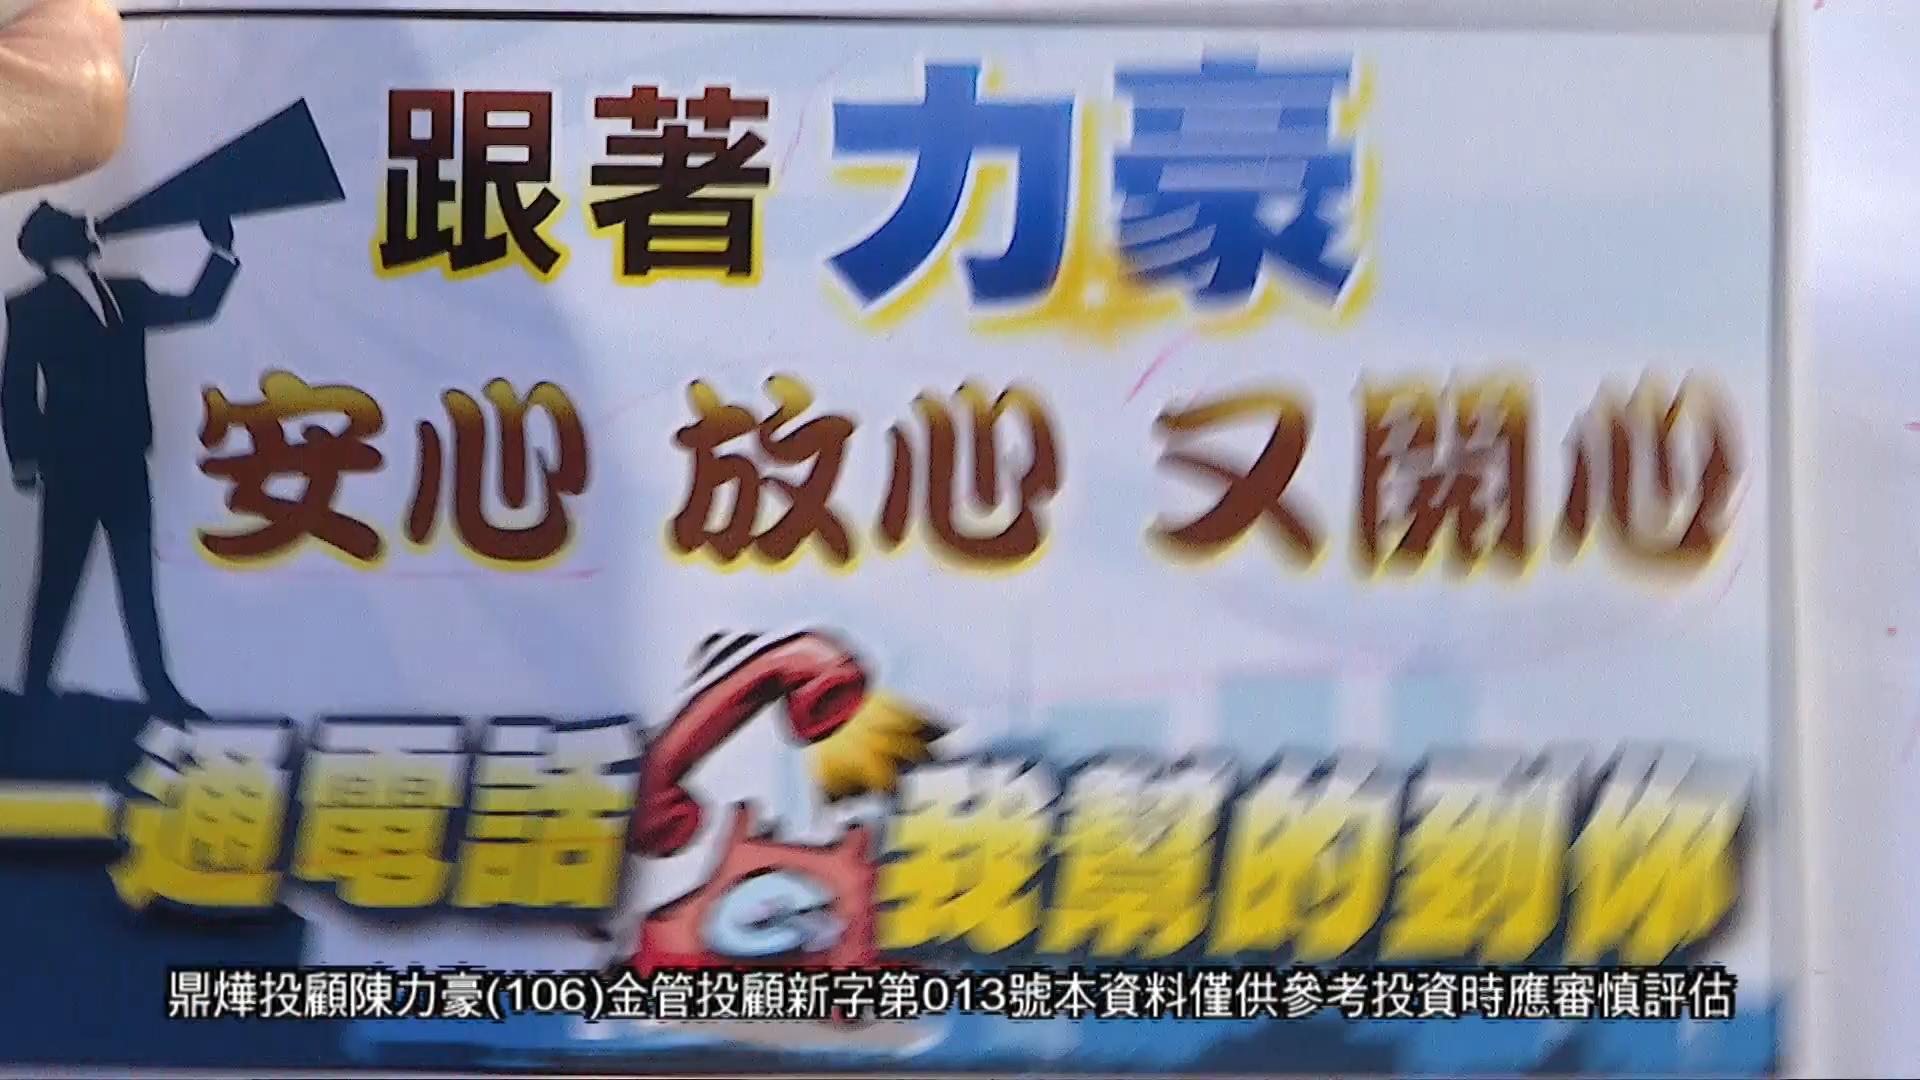 跟著力豪
安心 放心 又開心
一通電話 我幫的到你
鼎燁投顧陳力豪(106)金管投顧新字第013號本資料僅供參考投資時應審慎評估